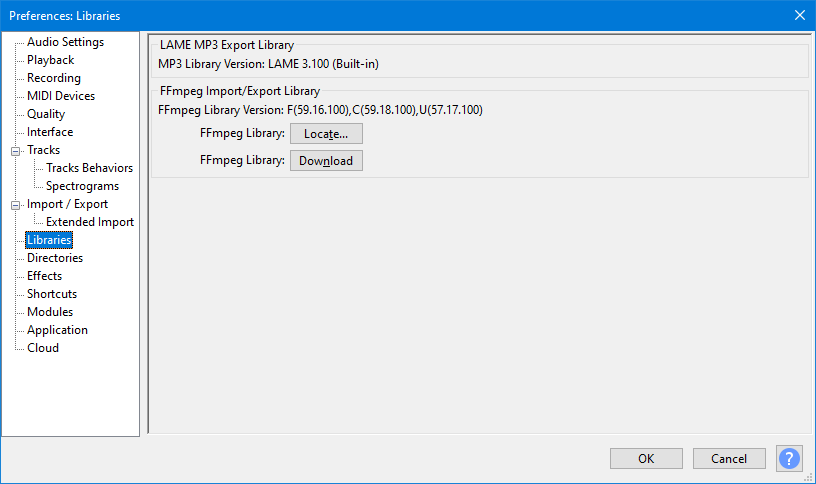 Preferences: Libraries
Audio Settings
Playback
Recording
MIDI Devices
Quality
Interface
Tracks
Tracks Behaviors
Spectrograms
Import / Export
Extended Import
Libraries
Directories
Effects
Shortcuts
Modules
Application
Cloud
LAME MP3 Export Library
MP3 Library Version: LAME 3.100 (Built-in)
FFmpeg Import/Export Library
FFmpeg Library Version: F(59.16.100),C(59.18.100),U(57.17.100)
FFmpeg Library: Locate...
FFmpeg Library: Download
OK Cancel ?